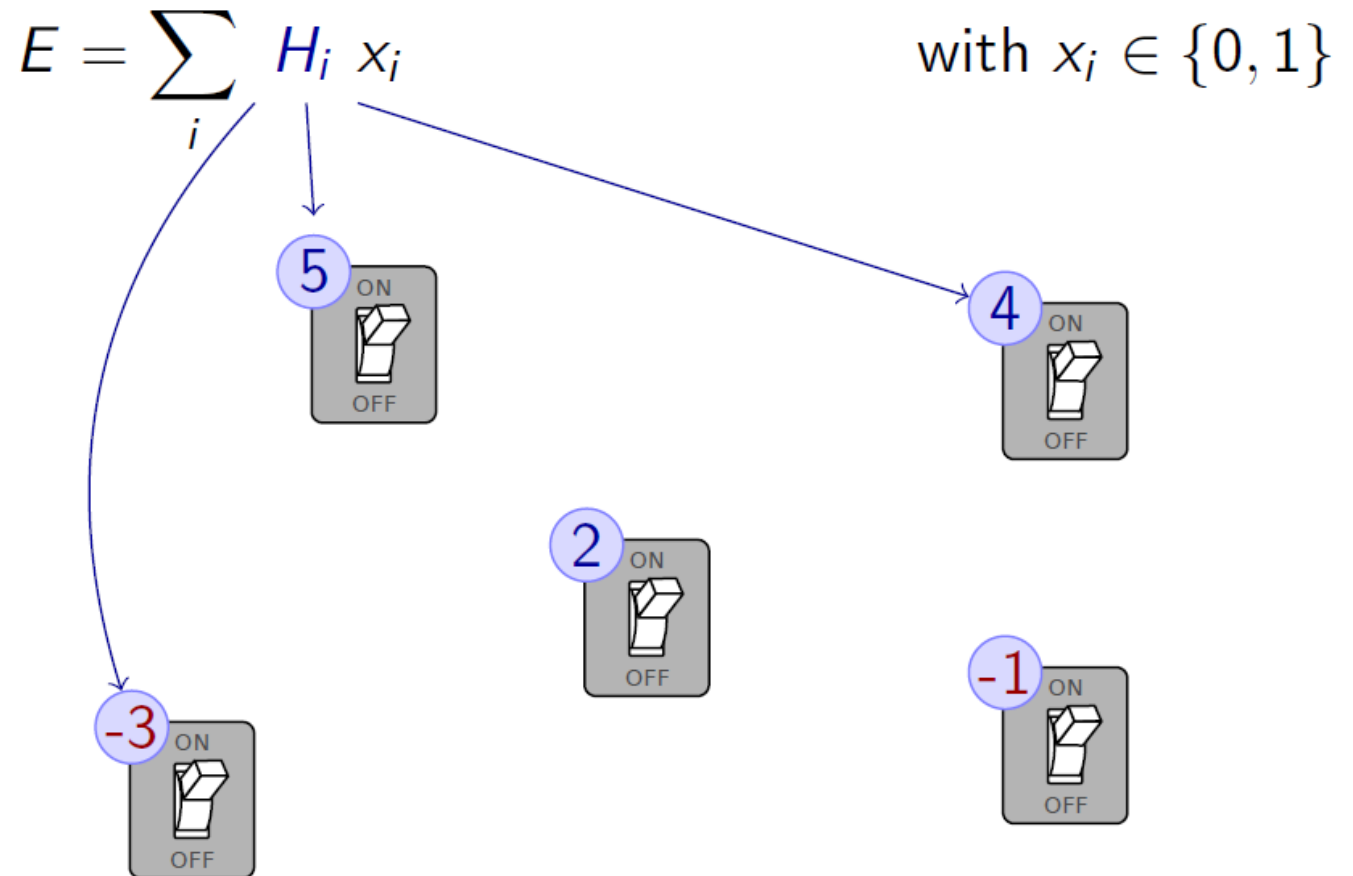 E = ∑_i H_i x_i with x_i ∈ {0, 1}
5
ON
OFF
4
ON
OFF
2
ON
OFF
-1
ON
OFF
-3
ON
OFF